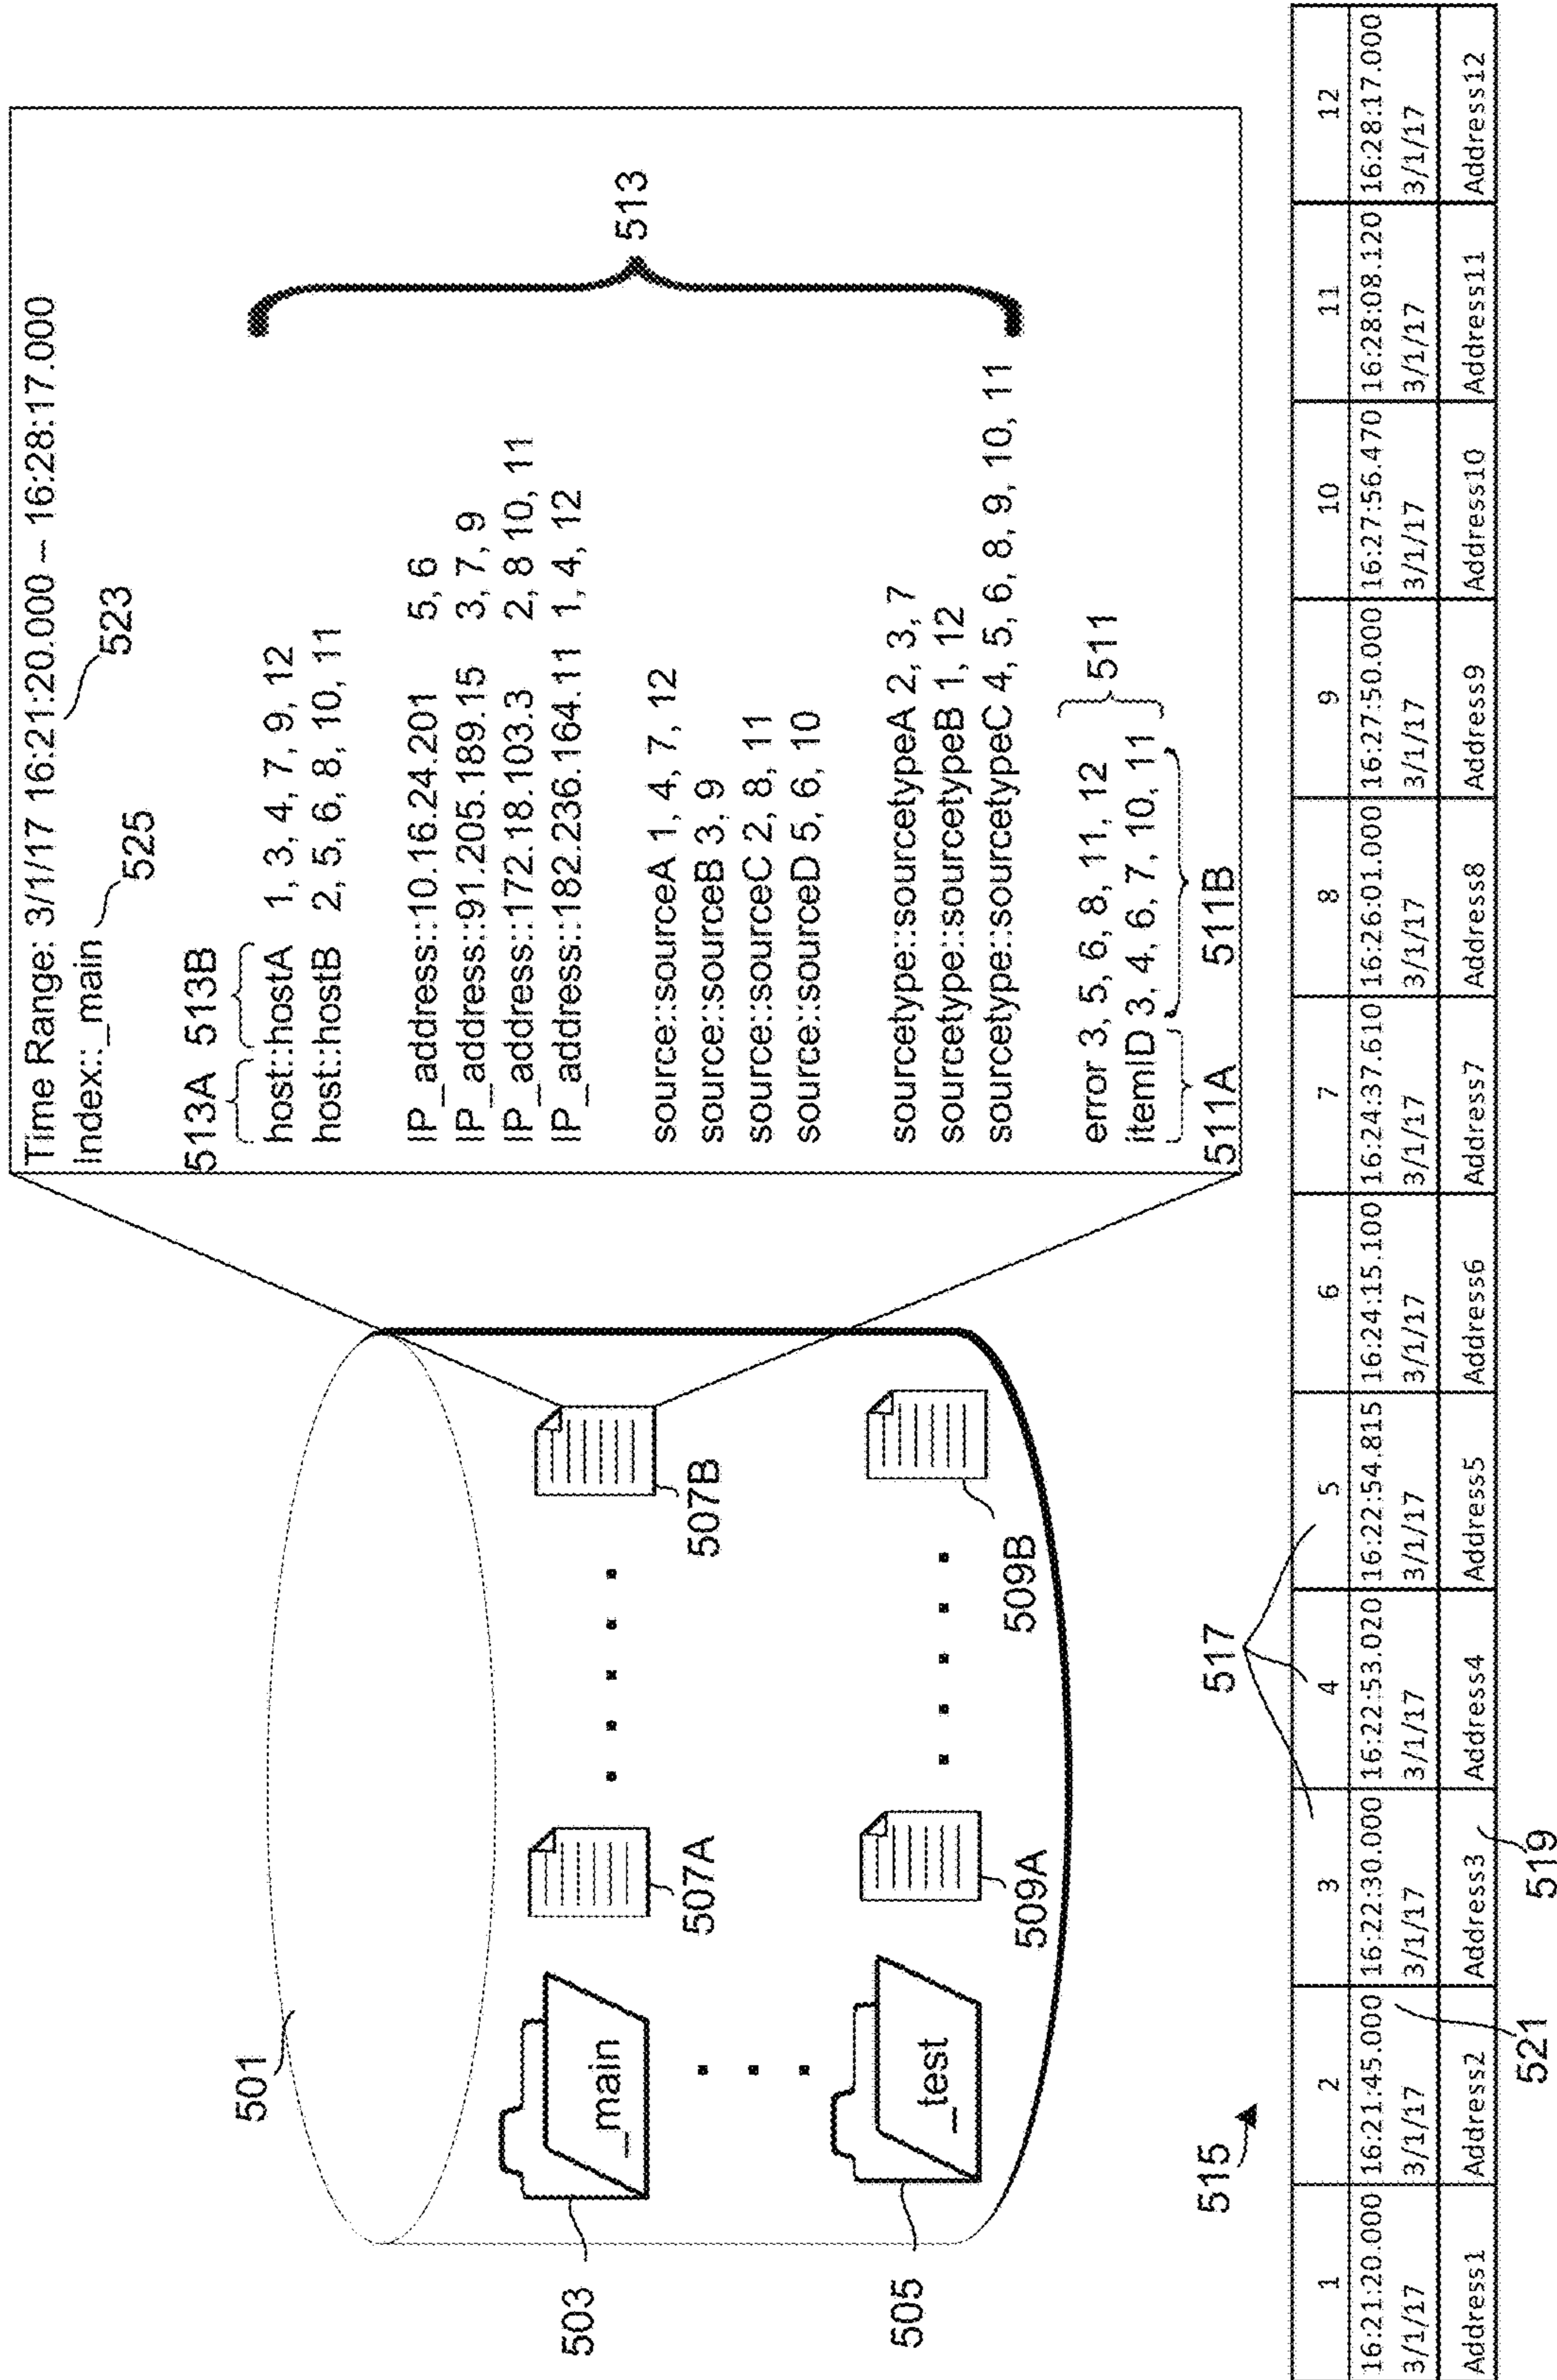 501
503
_main
507A
507B
505
_test
509A
509B
Time Range: 3/1/17 16:21:20.000 – 16:28:17.000
Index::_main
523
525
513A 513B
host::hostA 1, 3, 4, 7, 9, 12
host::hostB 2, 5, 6, 8, 10, 11
IP_address::10.16.24.201 5, 6
IP_address::91.205.189.15 3, 7, 9
IP_address::172.18.103.3 2, 8 10, 11
IP_address::182.236.164.11 1, 4, 12
source::sourceA 1, 4, 7, 12
source::sourceB 3, 9
source::sourceC 2, 8, 11
source::sourceD 5, 6, 10
sourcetype::sourcetypeA 2, 3, 7
sourcetype::sourcetypeB 1, 12
sourcetype::sourcetypeC 4, 5, 6, 8, 9, 10, 11
513
error 3, 5, 6, 8, 11, 12
itemID 3, 4, 6, 7, 10, 11
511
511A 511B
515
517
1 2 3 4 5 6 7 8 9 10 11 12
16:21:20.000 16:21:45.000 16:22:30.000 16:22:53.020 16:22:54.815 16:24:15.100 16:24:37.610 16:26:01.000 16:27:50.000 16:27:56.470 16:28:08.120 16:28:17.000
3/1/17 3/1/17 3/1/17 3/1/17 3/1/17 3/1/17 3/1/17 3/1/17 3/1/17 3/1/17 3/1/17 3/1/17
Address1 Address2 Address3 Address4 Address5 Address6 Address7 Address8 Address9 Address10 Address11 Address12
521
519